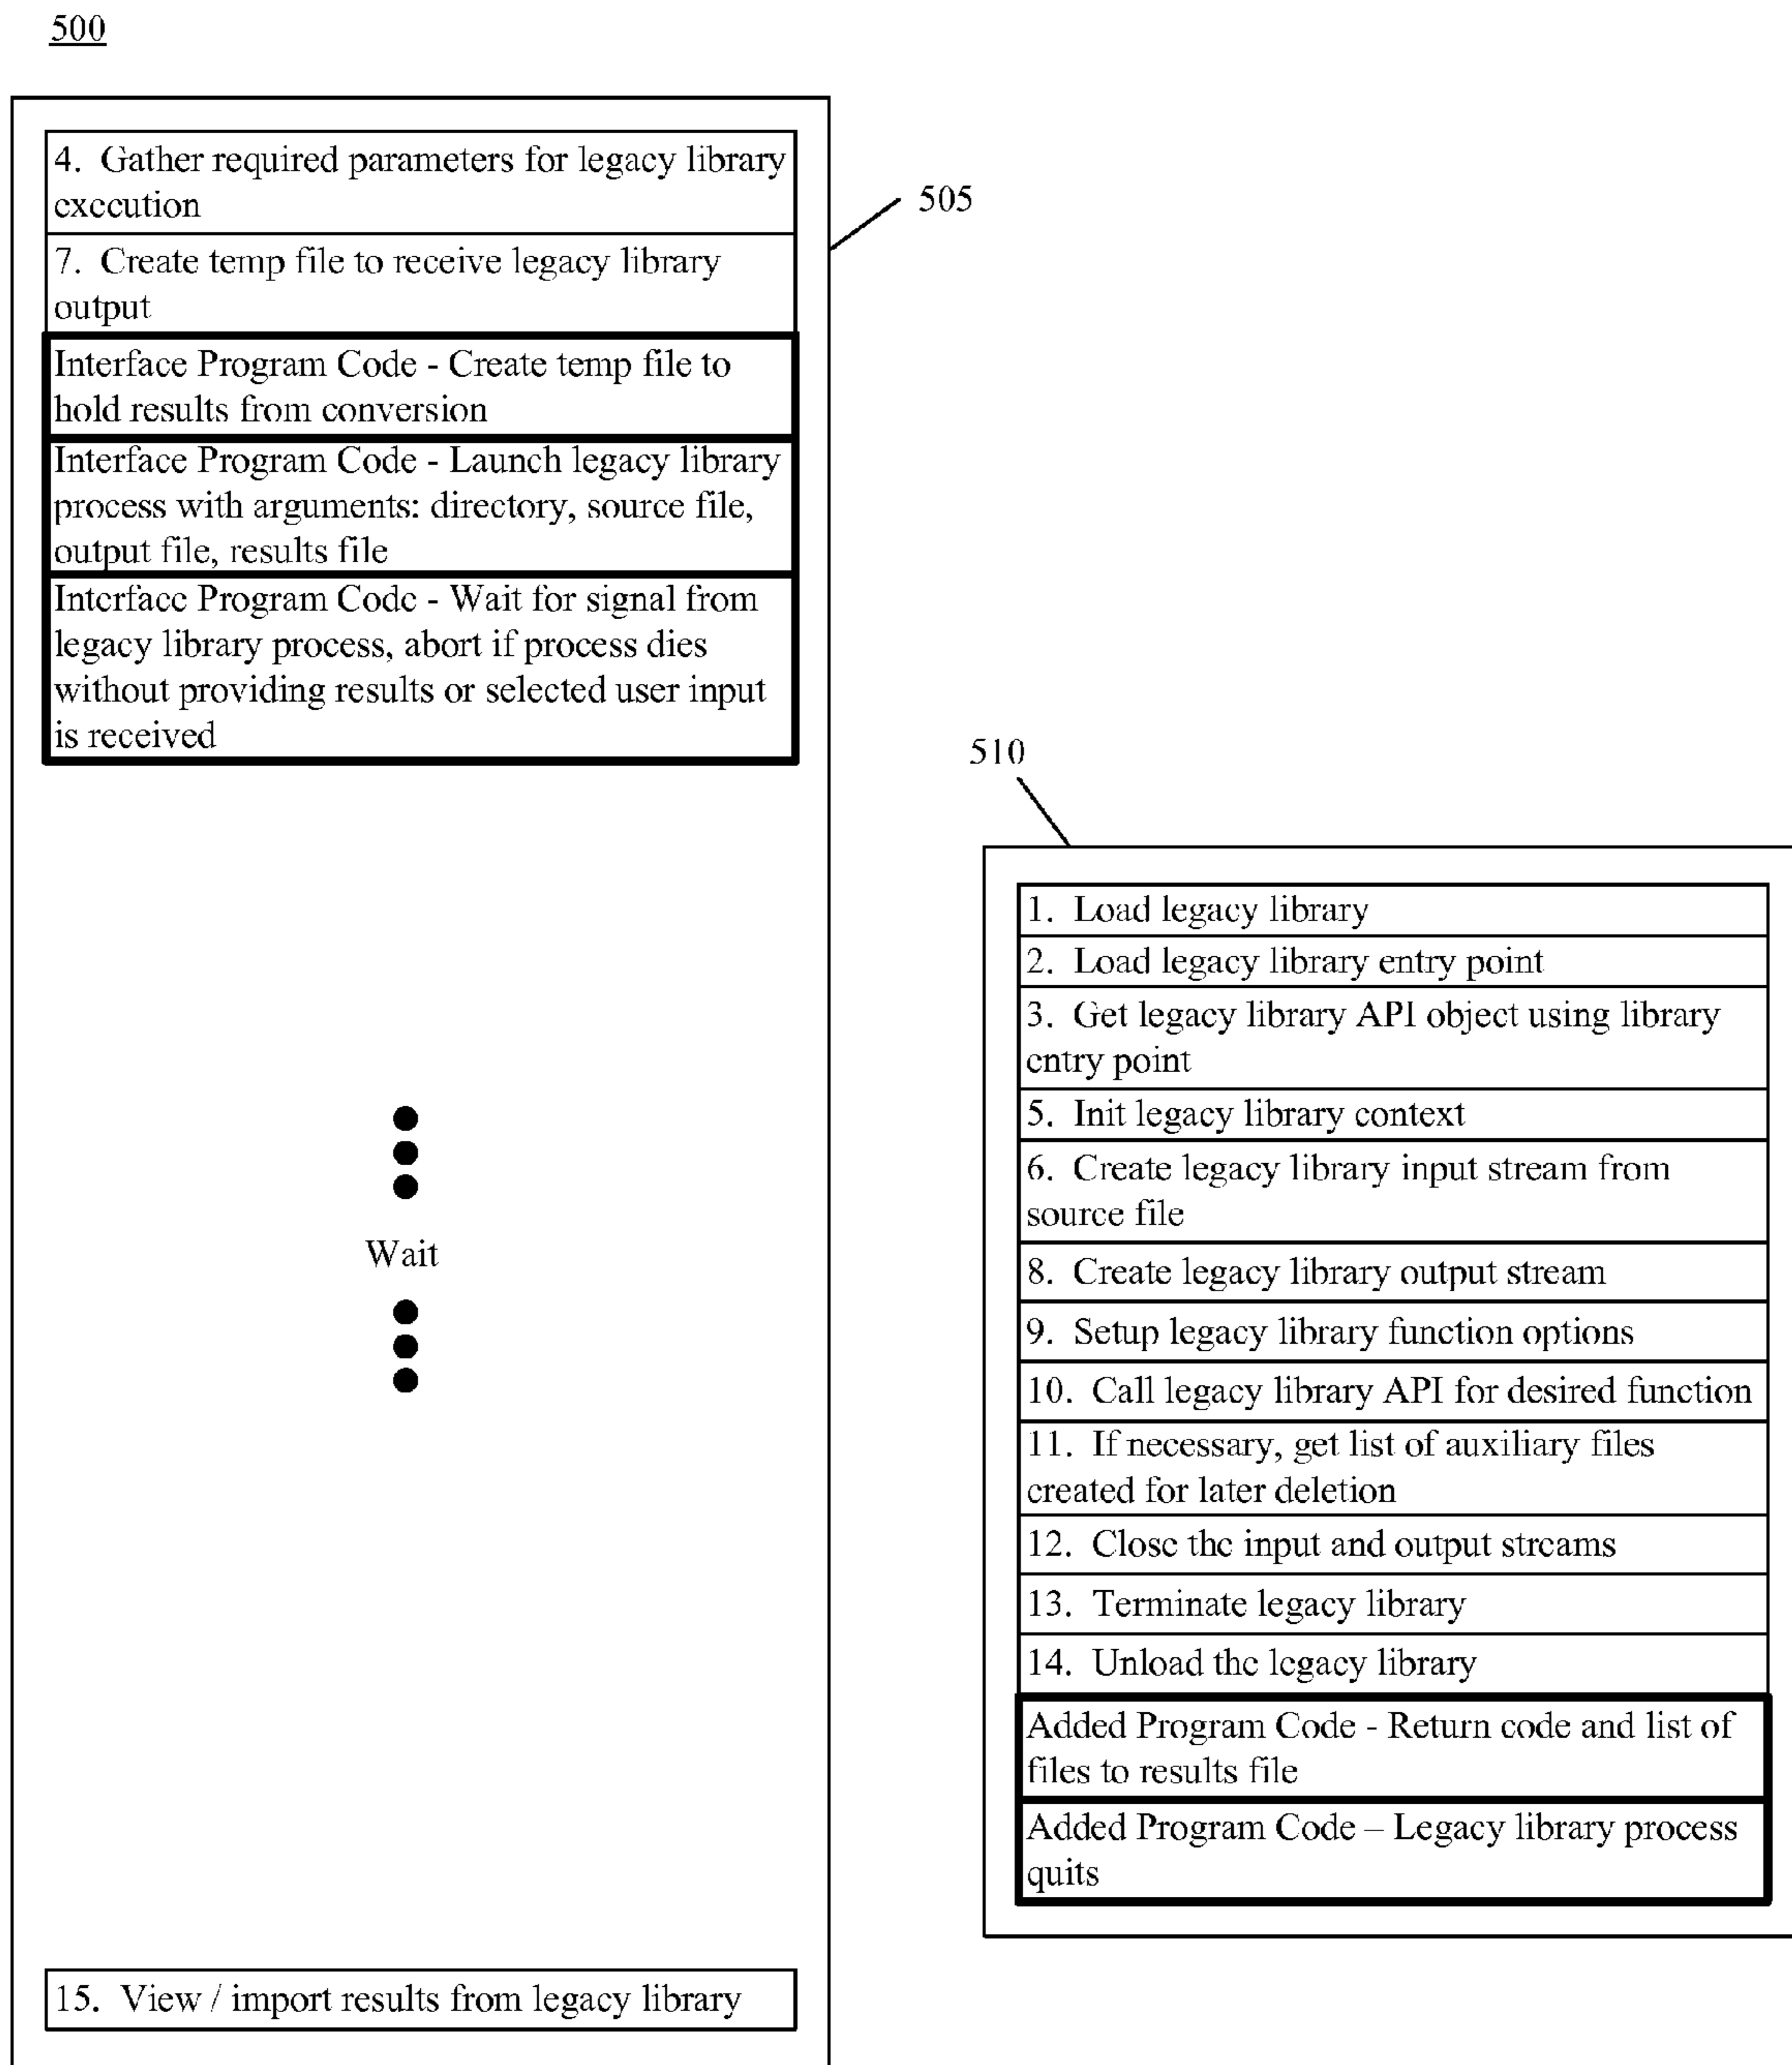 500
4. Gather required parameters for legacy library
execution
7. Create temp file to receive legacy library
output
Interface Program Code - Create temp file to
hold results from conversion
Interface Program Code - Launch legacy library
process with arguments: directory, source file,
output file, results file
Interface Program Code - Wait for signal from
legacy library process, abort if process dies
without providing results or selected user input
is received
Wait
15. View / import results from legacy library
505
510
1. Load legacy library
2. Load legacy library entry point
3. Get legacy library API object using library
entry point
5. Init legacy library context
6. Create legacy library input stream from
source file
8. Create legacy library output stream
9. Setup legacy library function options
10. Call legacy library API for desired function
11. If necessary, get list of auxiliary files
created for later deletion
12. Close the input and output streams
13. Terminate legacy library
14. Unload the legacy library
Added Program Code - Return code and list of
files to results file
Added Program Code – Legacy library process
quits